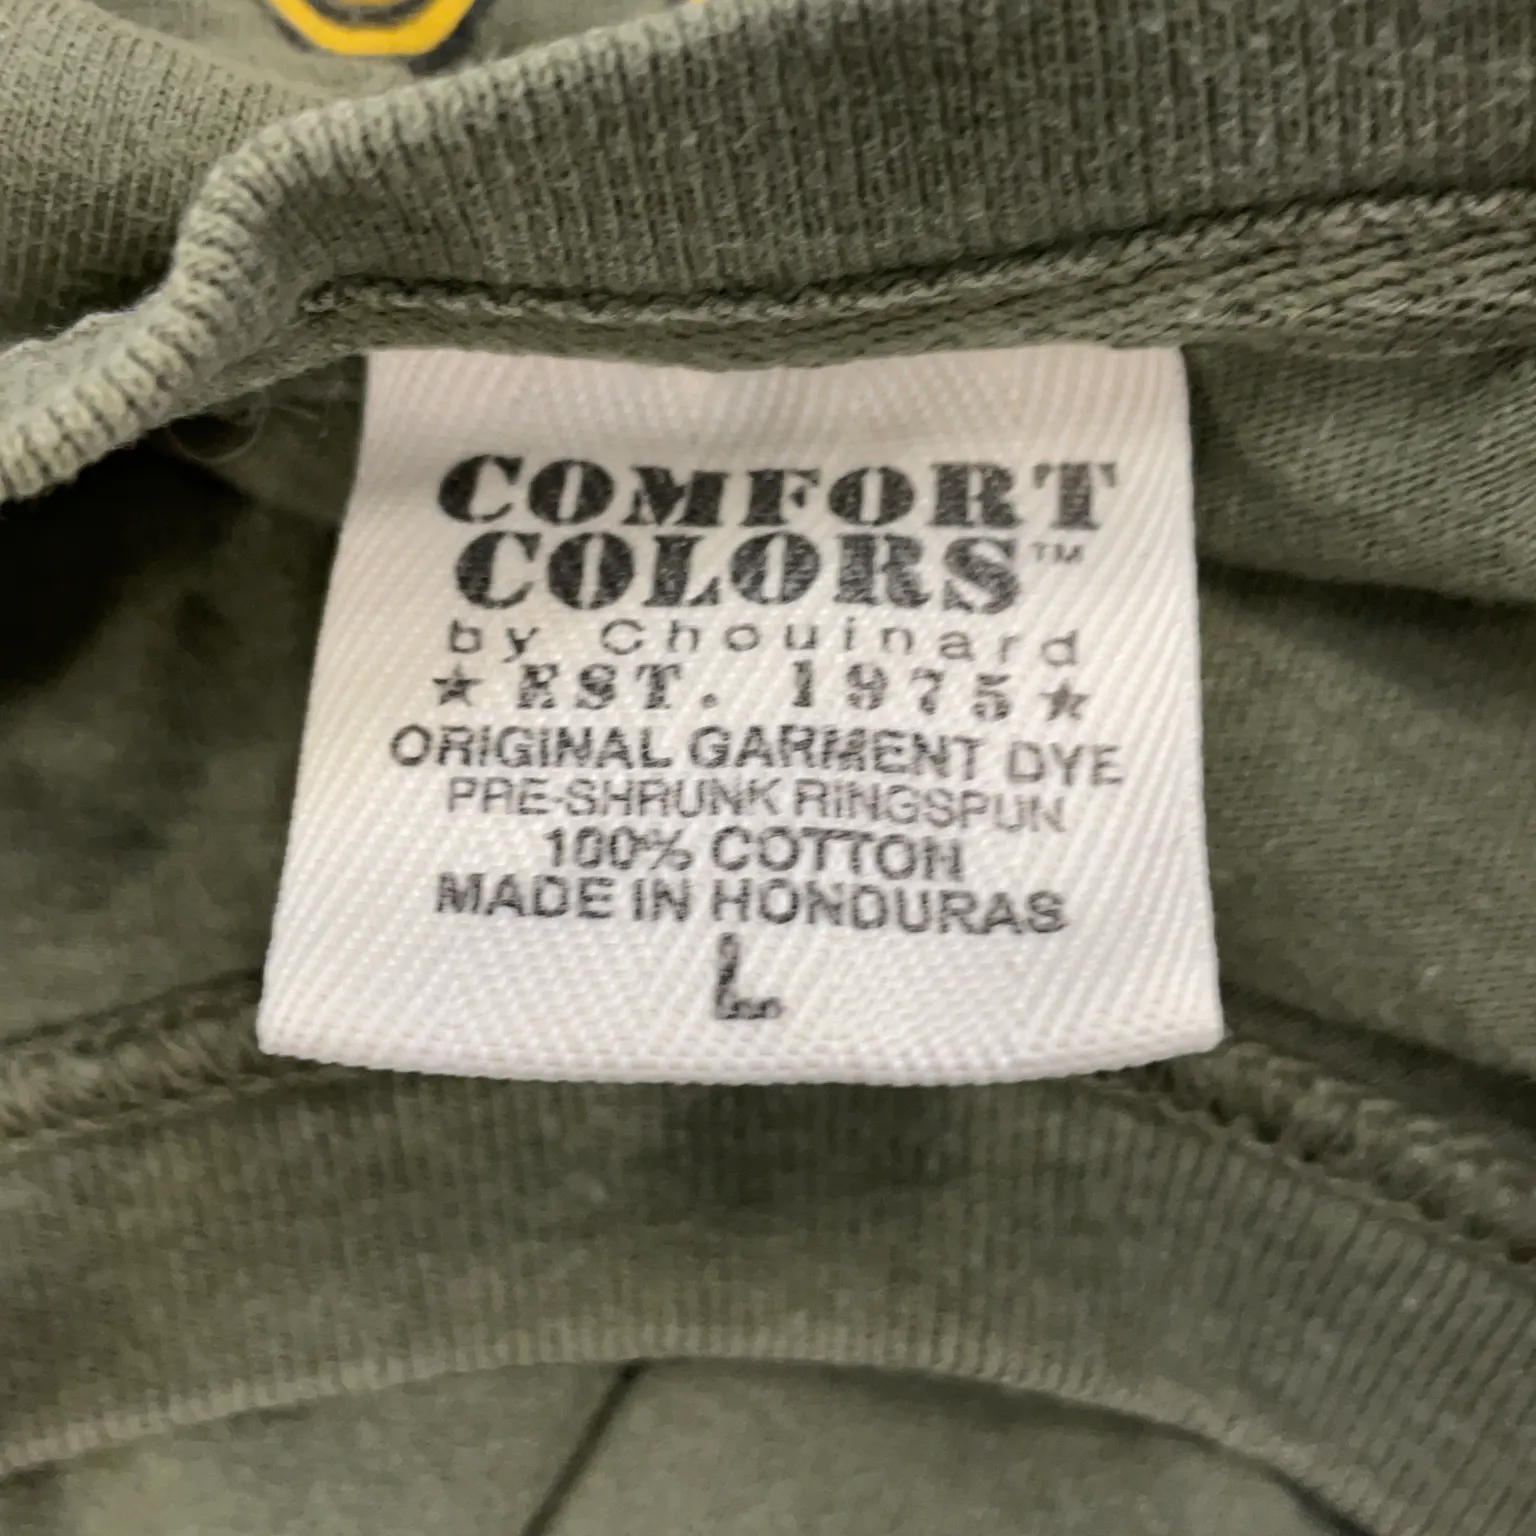 COMFORT
COLORS™
by Chouinard
★ EST. 1975 ★
ORIGINAL GARMENT DYE
PRE-SHRUNK RINGSPUN
100% COTTON
MADE IN HONDURAS
L